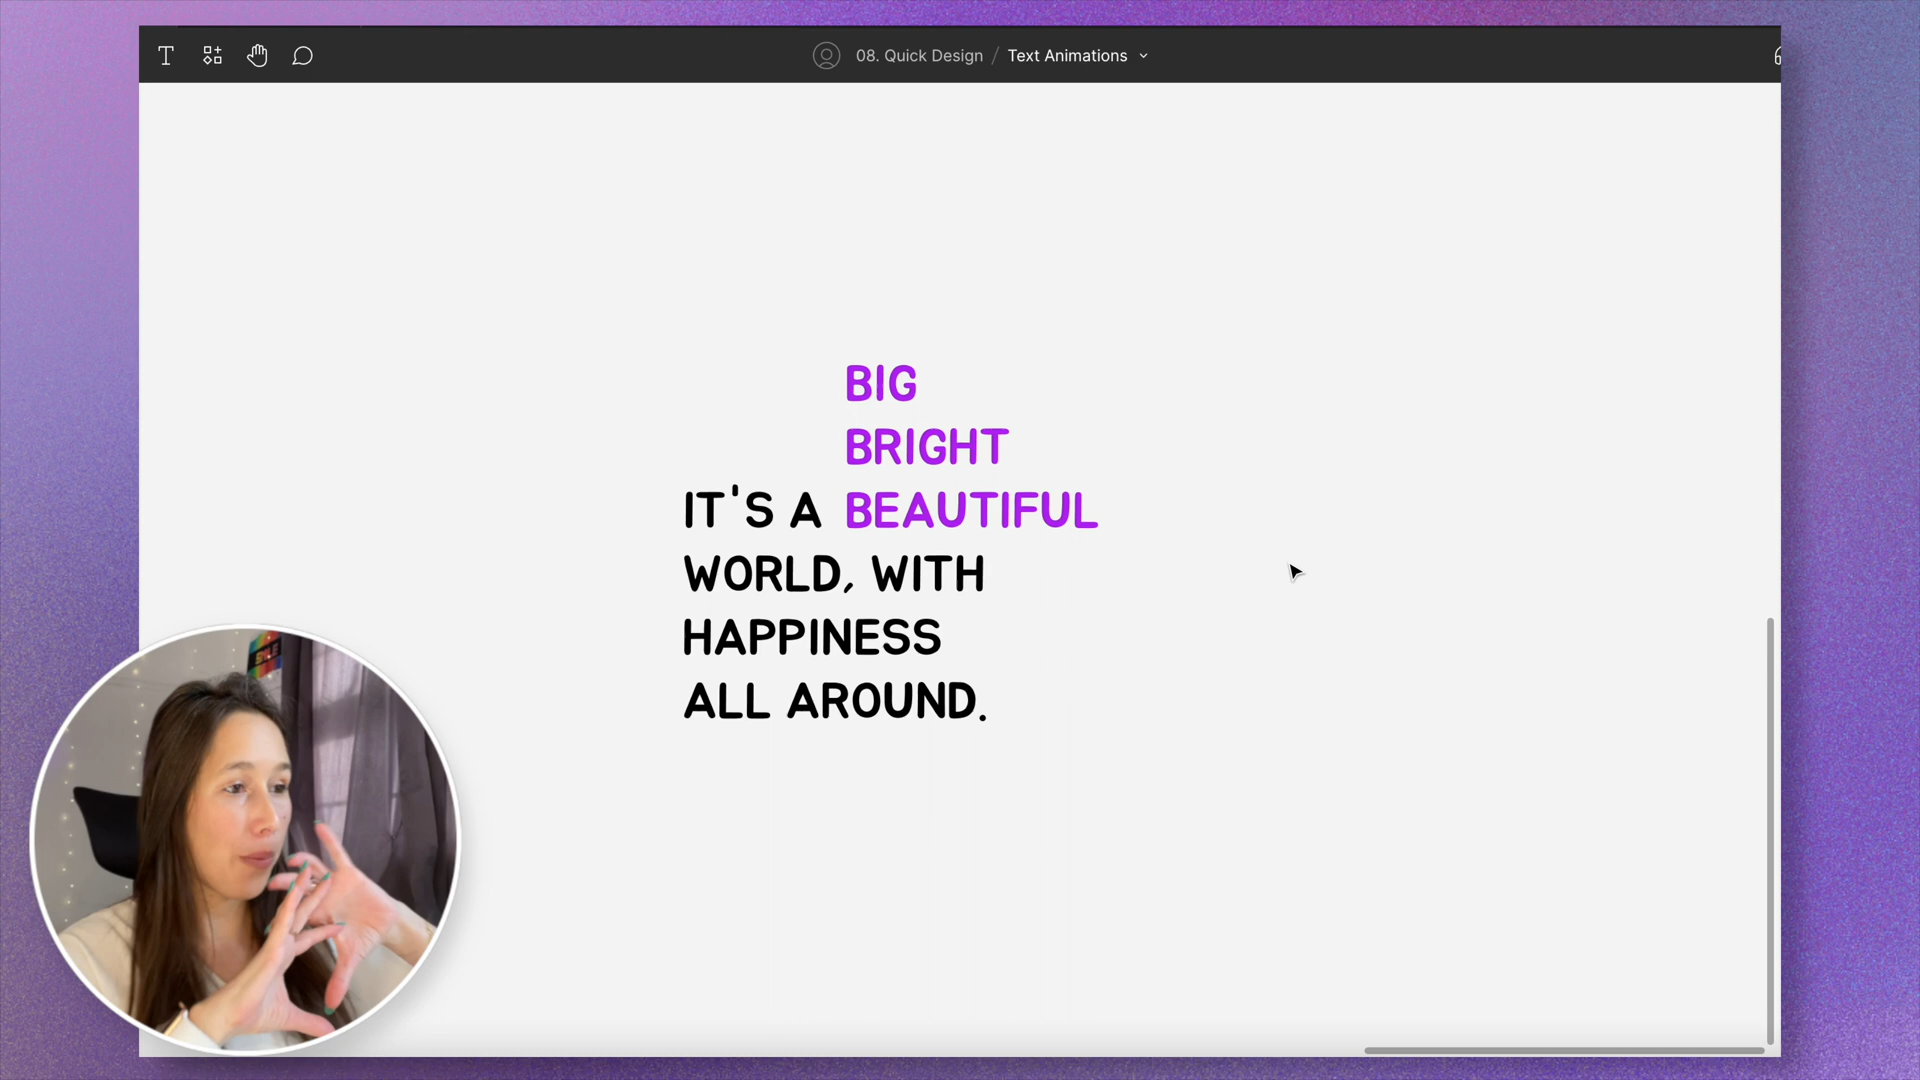 08. Quick Design / Text Animations
BIG
BRIGHT
IT'S A BEAUTIFUL
WORLD, WITH
HAPPINESS
ALL AROUND.